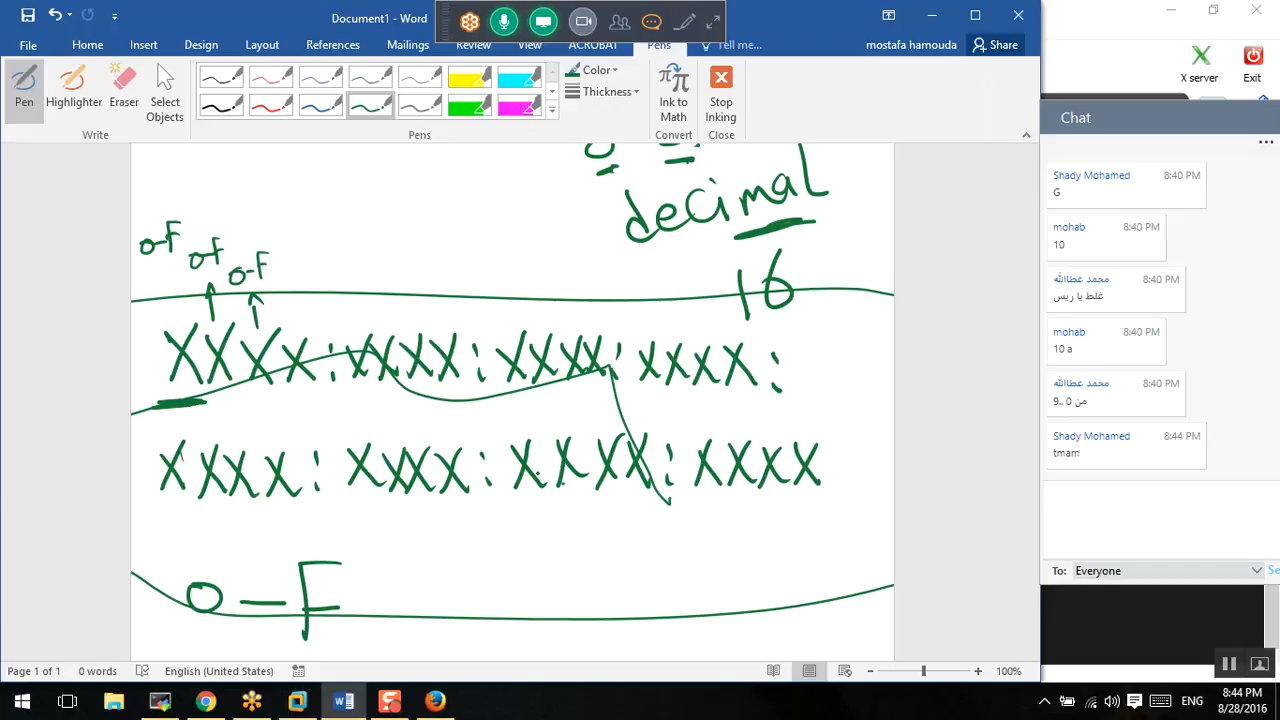 Document1 - Word
File Home Insert Design Layout References Mailings Review View ACROBAT Pens Tell me...
mostafa hamouda Share
Pen Highlighter Eraser Select Objects
Color
Thickness
Ink to Math
Stop Inking
Write Pens Convert Close
X server Exit
decimal
16
0-F 0-F 0-F
XXXX : XXXX : XXXX : XXXX :
XXXX : XXXX : XXXX : XXXX
0 - F
Chat
Shady Mohamed 8:40 PM
G
mohab 8:40 PM
10
محمد عطاالله 8:40 PM
غلط يا ريس
mohab 8:40 PM
10 a
محمد عطاالله 8:40 PM
من 0 ..9
Shady Mohamed 8:44 PM
tmam
To: Everyone Se
Page 1 of 1 0 words English (United States) 100%
ENG 8:44 PM
8/28/2016